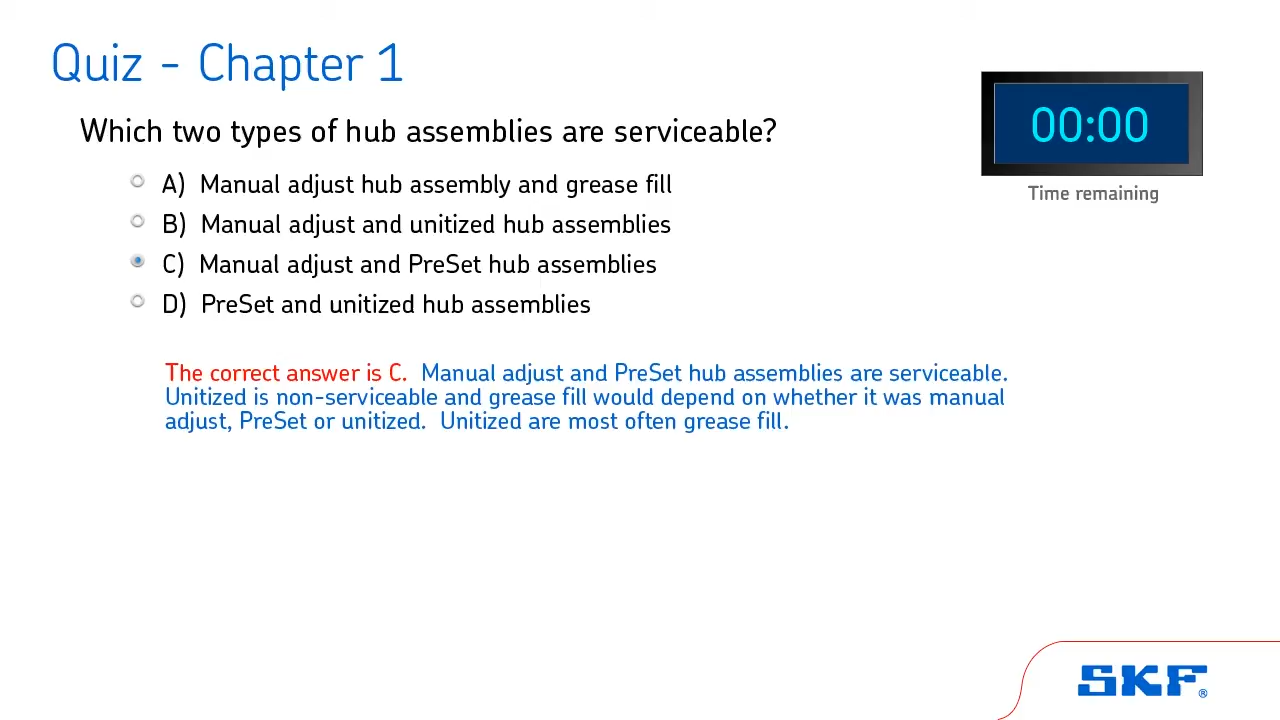 Quiz - Chapter 1
00:00
Time remaining
Which two types of hub assemblies are serviceable?
A) Manual adjust hub assembly and grease fill
B) Manual adjust and unitized hub assemblies
C) Manual adjust and PreSet hub assemblies
D) PreSet and unitized hub assemblies
The correct answer is C. Manual adjust and PreSet hub assemblies are serviceable.
Unitized is non-serviceable and grease fill would depend on whether it was manual
adjust, PreSet or unitized. Unitized are most often grease fill.
SKF®